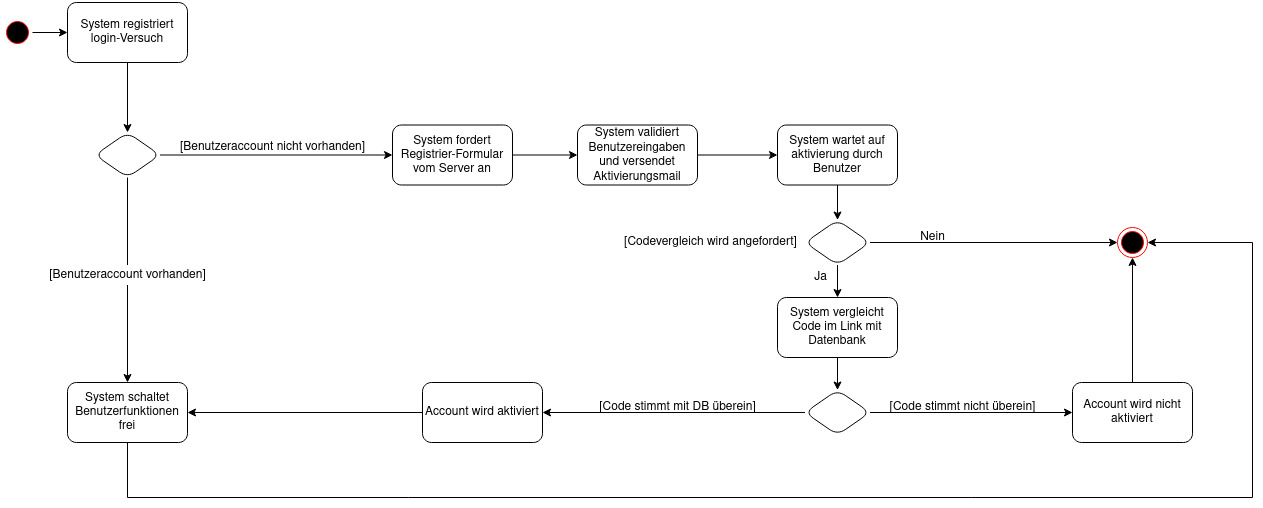 System registriert
login-Versuch
[Benutzeraccount nicht vorhanden]
System fordert
Registrier-Formular
vom Server an
System validiert
Benutzereingaben
und versendet
Aktivierungsmail
System wartet auf
aktivierung durch
Benutzer
[Codevergleich wird angefordert]
Nein
Ja
[Benutzeraccount vorhanden]
System vergleicht
Code im Link mit
Datenbank
System schaltet
Benutzerfunktionen
frei
Account wird aktiviert
[Code stimmt mit DB überein]
[Code stimmt nicht überein]
Account wird nicht
aktiviert